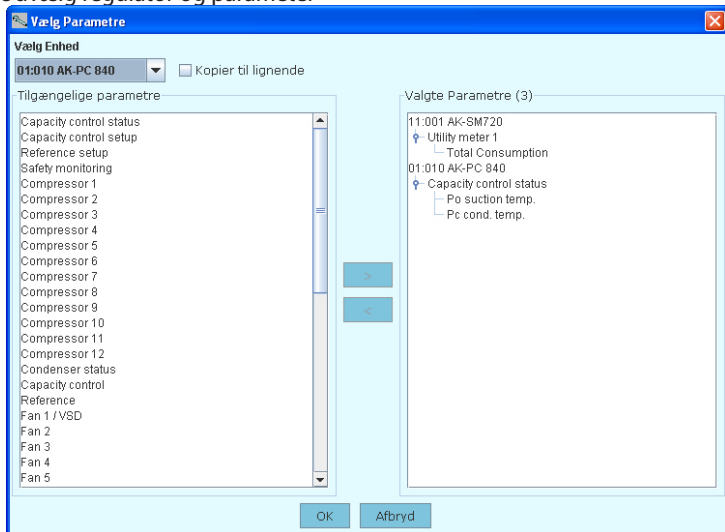 og parameter
Vælg Parametre
Vælg Enhed
01:010 AK-PC 840
Kopier til lignende
Tilgængelige parametre
Capacity control status
Capacity control setup
Reference setup
Safety monitoring
Compressor 1
Compressor 2
Compressor 3
Compressor 4
Compressor 5
Compressor 6
Compressor 7
Compressor 8
Compressor 9
Compressor 10
Compressor 11
Compressor 12
Condenser status
Capacity control
Reference
Fan 1 / VSD
Fan 2
Fan 3
Fan 4
Fan 5
>
<
Valgte Parametre (3)
11:001 AK-SM720
Utility meter 1
Total Consumption
01:010 AK-PC 840
Capacity control status
Po suction temp.
Pc cond. temp.
OK
Afbryd